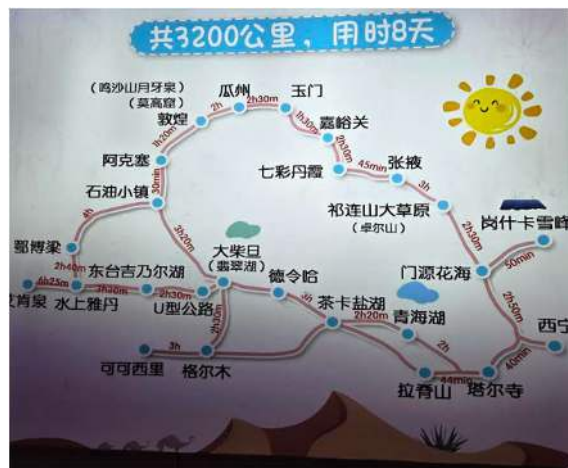 共3200公里，用时8天
（鸣沙山月牙泉）
（莫高窟）
敦煌
2h
瓜州
2h30m
玉门
1h30m
嘉峪关
1h20m
2h30m
阿克塞
七彩丹霞
45min
张掖
30min
石油小镇
3h
祁连山大草原
（卓尔山）
岗什卡雪峰
4h
3h20m
2h30m
50min
鄂博梁
大柴旦
（翡翠湖）
门源花海
2h40m
东台吉乃尔湖
德令哈
6h25m
水上雅丹
3h30m
2h30m
U型公路
3h
茶卡盐湖
青海湖
2h20m
2h50m
西宁
2h30m
2h
40min
可可西里
3h
格尔木
拉脊山
44min
塔尔寺
肯泉